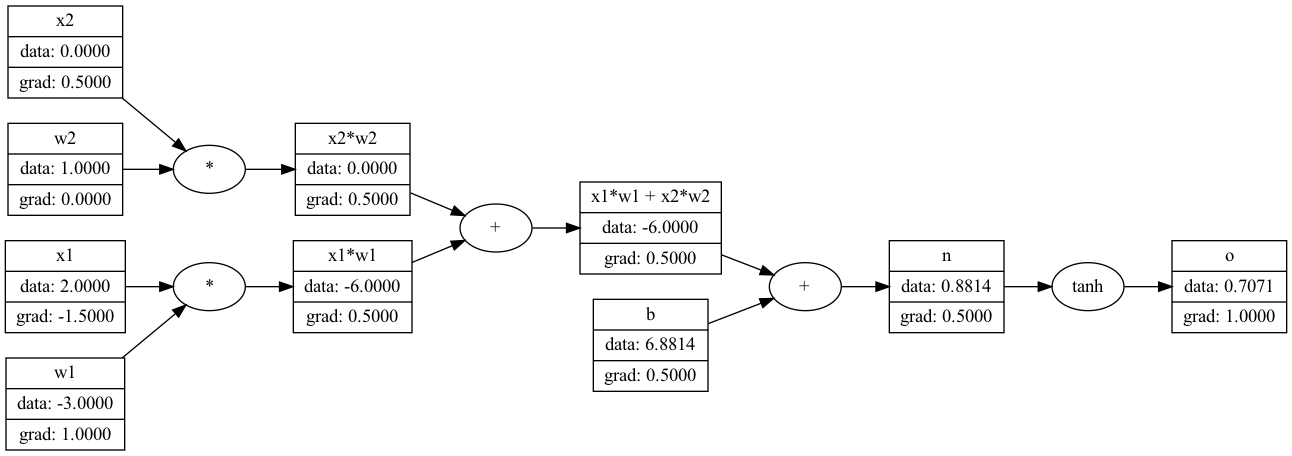 x2
data: 0.0000
grad: 0.5000
w2
data: 1.0000
grad: 0.0000
*
x2*w2
data: 0.0000
grad: 0.5000
x1
data: 2.0000
grad: -1.5000
*
x1*w1
data: -6.0000
grad: 0.5000
w1
data: -3.0000
grad: 1.0000
+
x1*w1 + x2*w2
data: -6.0000
grad: 0.5000
b
data: 6.8814
grad: 0.5000
+
n
data: 0.8814
grad: 0.5000
tanh
o
data: 0.7071
grad: 1.0000